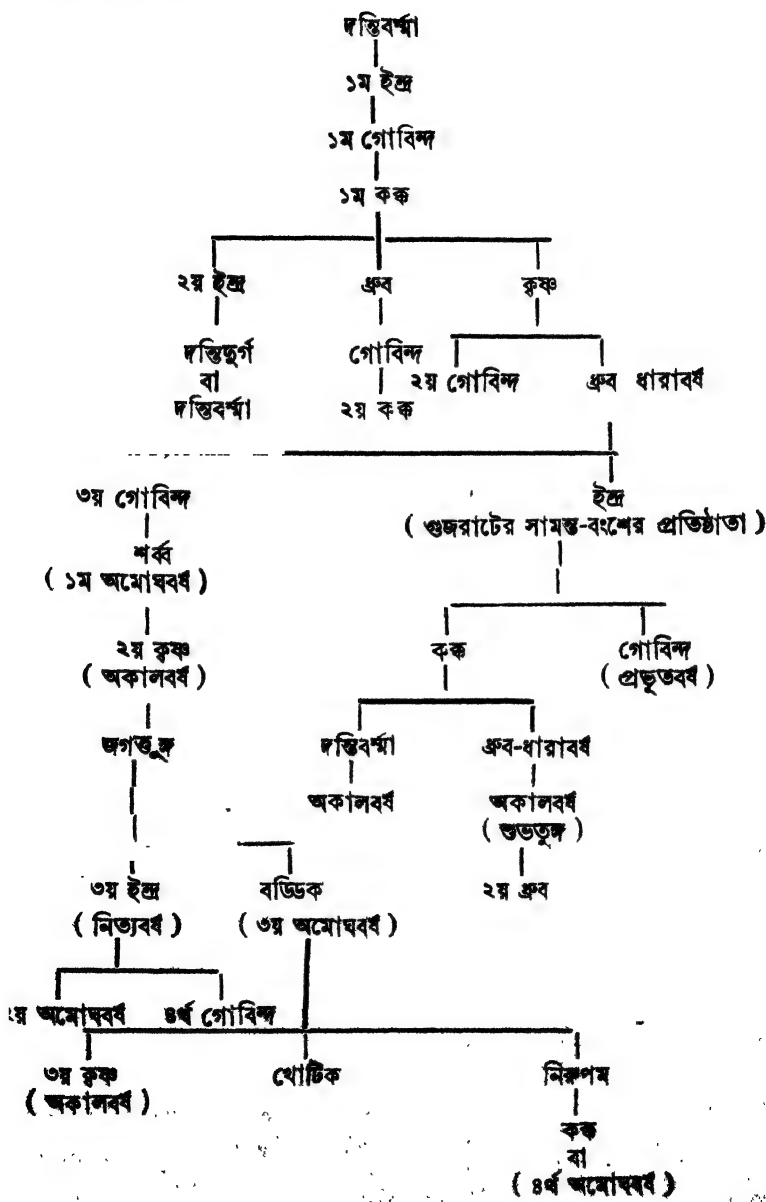 দন্তিবর্ম্মা
১ম ইন্দ্র
১ম গোবিন্দ
১ম কক্ক
২য় ইন্দ্র ধ্রুব কৃষ্ণ
দন্তিদুর্গ গোবিন্দ
বা ২য় গোবিন্দ ধ্রুব ধারাবর্ষ
দন্তিবর্ম্মা ২য় কক্ক
৩য় গোবিন্দ ইন্দ্র
( গুজরাটের সামন্ত-বংশের প্রতিষ্ঠাতা )
শর্ব্ব
( ১ম অমোঘবর্ষ )
২য় কৃষ্ণ কক্ক গোবিন্দ
( অকালবর্ষ ) ( প্রভূতবর্ষ )
জগত্তুঙ্গ দন্তিবর্ম্মা ধ্রুব-ধারাবর্ষ
অকালবর্ষ অকালবর্ষ
( শুভতুঙ্গ )
৩য় ইন্দ্র বড্ডিক ২য় ধ্রুব
( নিত্যবর্ষ ) ( ৩য় অমোঘবর্ষ )
২য় অমোঘবর্ষ ৪র্থ গোবিন্দ
৩য় কৃষ্ণ খোটিক নিরুপম
( অকালবর্ষ )
কক্ক
বা
( ৪র্থ অমোঘবর্ষ )